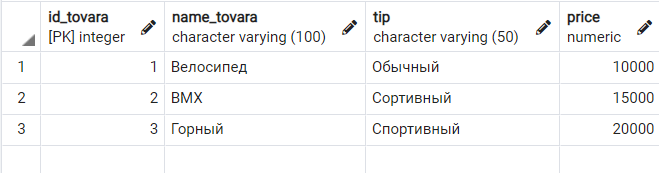 id_tovara name_tovara tip price
[PK] integer character varying (100) character varying (50) numeric
1 1 Велосипед Обычный 10000
2 2 BMX Сортивный 15000
3 3 Горный Спортивный 20000